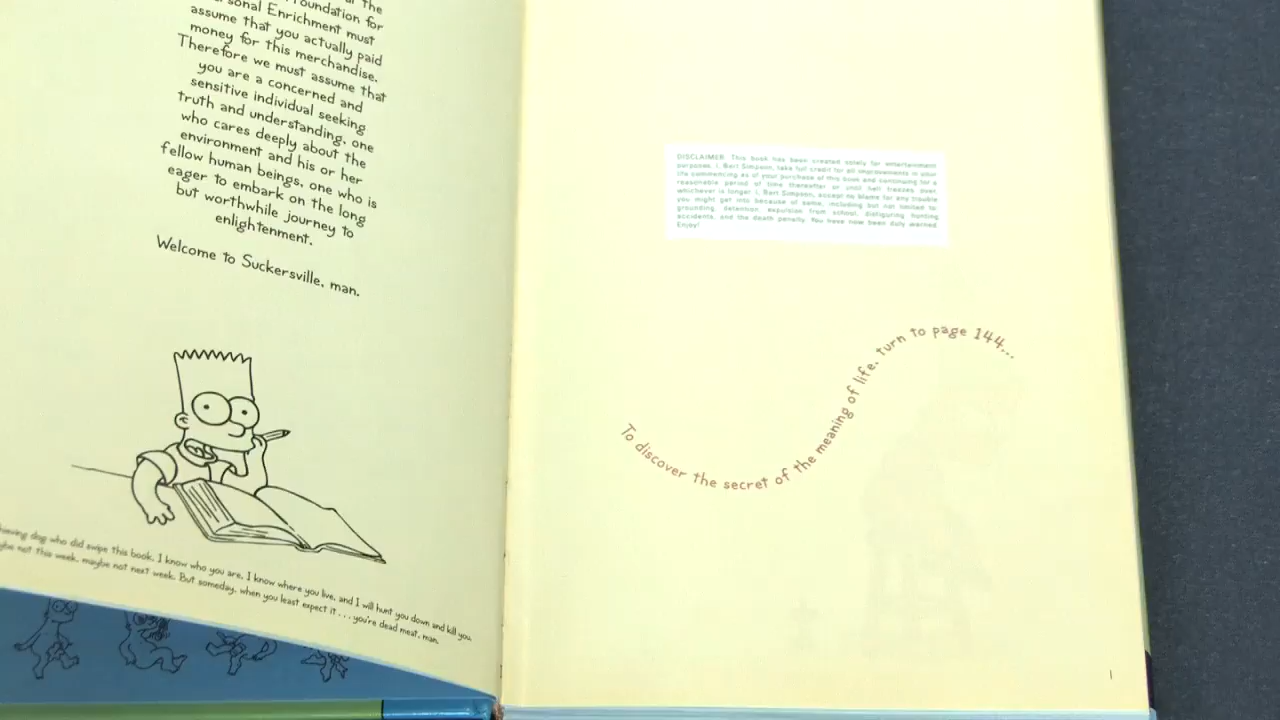 the
Foundation for
Enrichment must
assume that you actually paid
money for this merchandise.
Therefore we must assume that
you are a concerned and
sensitive individual seeking
truth and understanding, one
who cares deeply about the
environment and his or her
fellow human beings, one who is
eager to embark on the long
but worthwhile journey to
enlightenment.
Welcome to Suckersville, man.
dog who did swipe this book, I know who you are, I know where you live, and I will hunt you down and kill you.
not this week, maybe not next week. But someday, when you least expect it . . . you're dead meat, man.
DISCLAIMER: This book has been created solely for entertainment
purposes. I, Bart Simpson, take full credit for all improvements in your
life commencing as of your purchase of this book and continuing for a
reasonable period of time thereafter or until hell freezes over,
whichever is longer. I, Bart Simpson, accept no blame for any trouble
you might get into because of same, including but not limited to:
grounding, detention, expulsion from school, disfiguring hunting
accidents, and the death penalty. You have now been duly warned.
Enjoy!
To discover the secret of the meaning of life, turn to page 144...
1